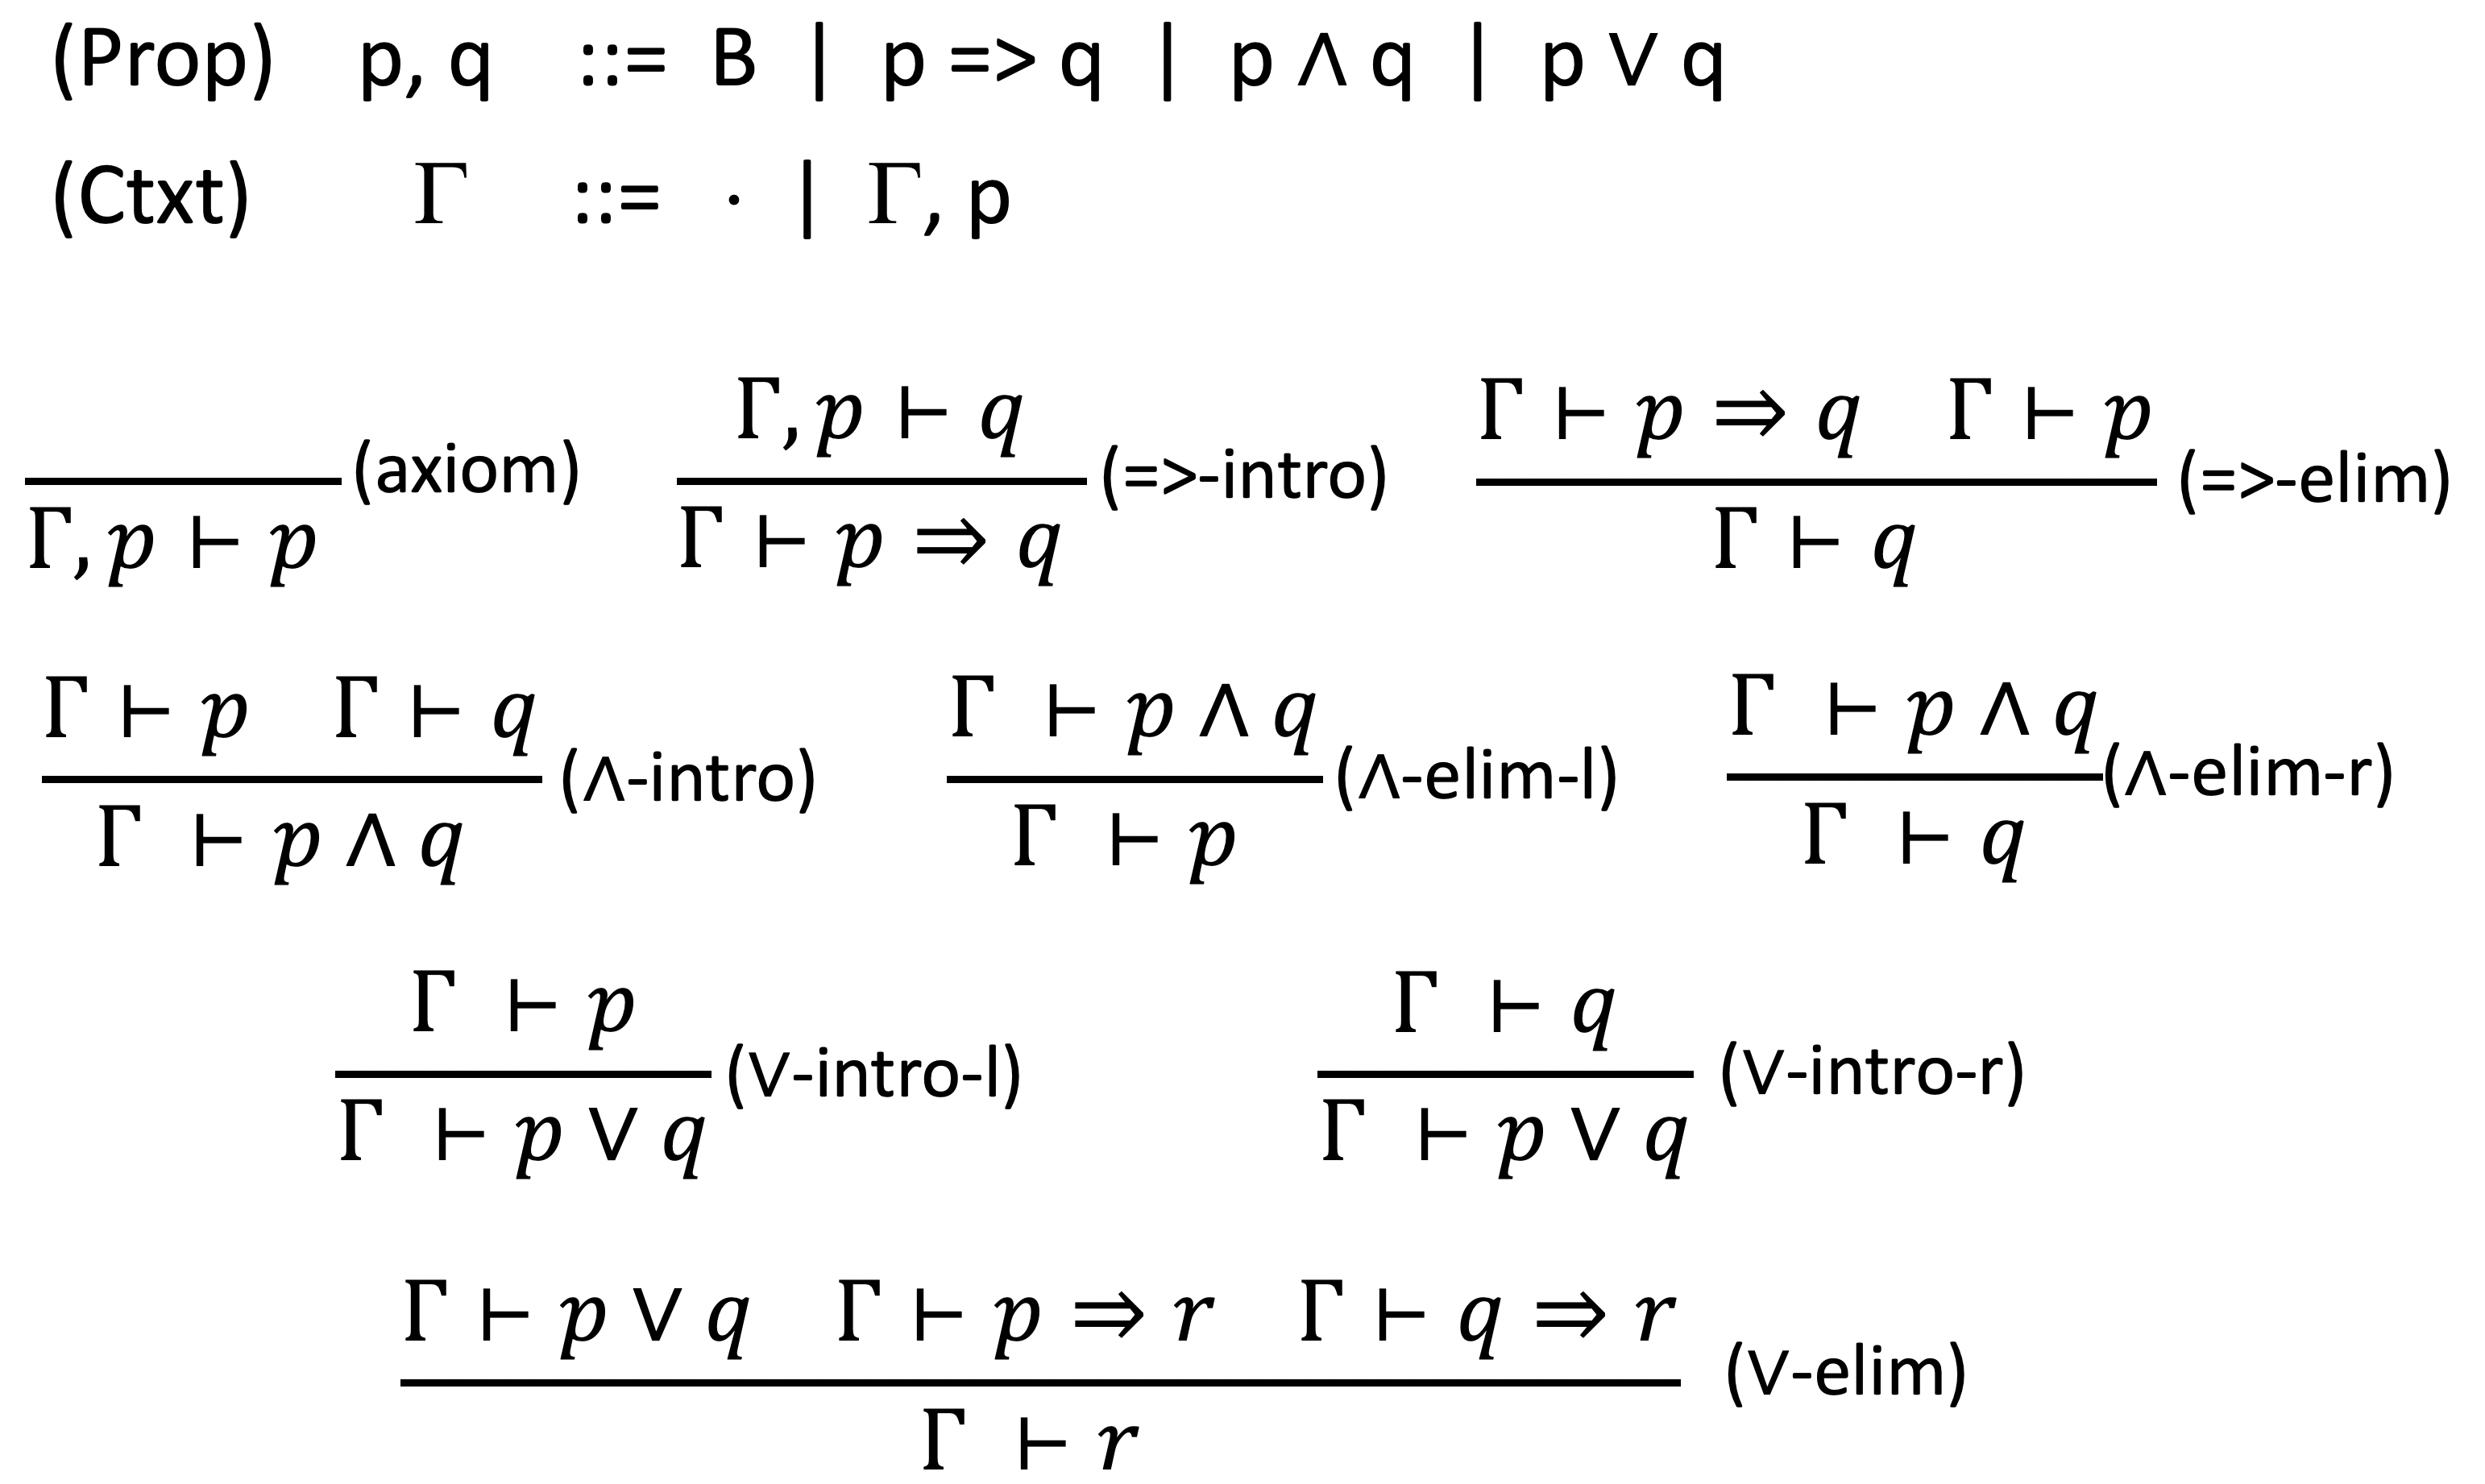 (Prop) p, q ::= B | p => q | p ∧ q | p ∨ q
(Ctxt) Γ ::= · | Γ, p
Γ, p ⊢ q Γ ⊢ p ⇒ q Γ ⊢ p
(axiom) (=>-intro) (=>-elim)
Γ, p ⊢ p Γ ⊢ p ⇒ q Γ ⊢ q
Γ ⊢ p Γ ⊢ q Γ ⊢ p ∧ q Γ ⊢ p ∧ q
(∧-intro) (∧-elim-l) (∧-elim-r)
Γ ⊢ p ∧ q Γ ⊢ p Γ ⊢ q
Γ ⊢ p Γ ⊢ q
(∨-intro-l) (∨-intro-r)
Γ ⊢ p ∨ q Γ ⊢ p ∨ q
Γ ⊢ p ∨ q Γ ⊢ p ⇒ r Γ ⊢ q ⇒ r
(∨-elim)
Γ ⊢ r